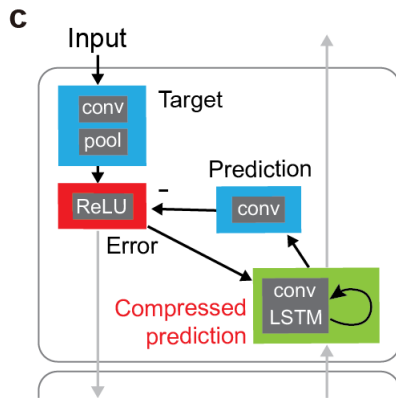 c
Input
Target
conv
pool
Prediction
–
ReLU
conv
Error
Compressed
prediction
conv
LSTM